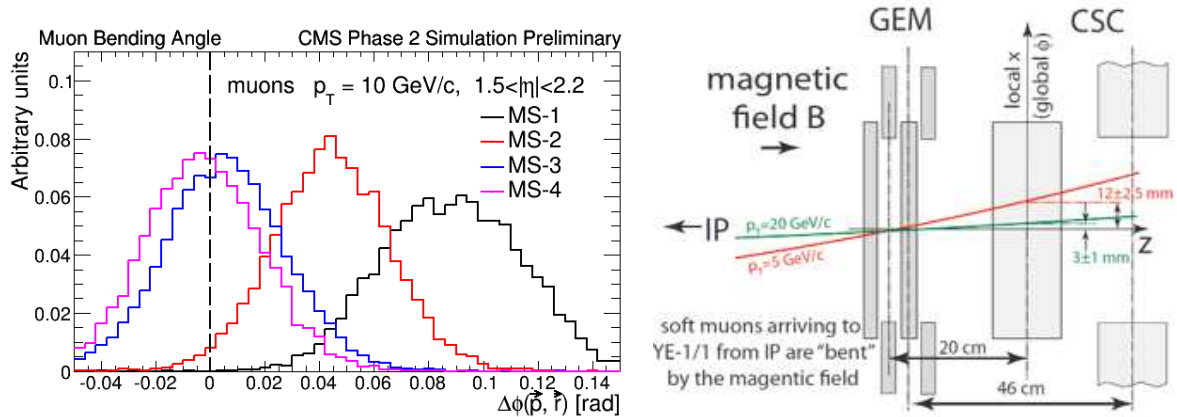 Muon Bending Angle CMS Phase 2 Simulation Preliminary
Arbitrary units
0.1
0.08
0.06
0.04
0.02
0
muons p_T = 10 GeV/c, 1.5<|η|<2.2
MS-1
MS-2
MS-3
MS-4
-0.04 -0.02 0 0.02 0.04 0.06 0.08 0.1 0.12 0.14
Δϕ(p⃗, r⃗) [rad]
GEM
CSC
local x
(global ϕ)
magnetic
field B
12±2.5 mm
IP
p_T=20 GeV/c
p_T=5 GeV/c
Z
3±1 mm
soft muons arriving to
YE-1/1 from IP are "bent"
by the magentic field
20 cm
46 cm